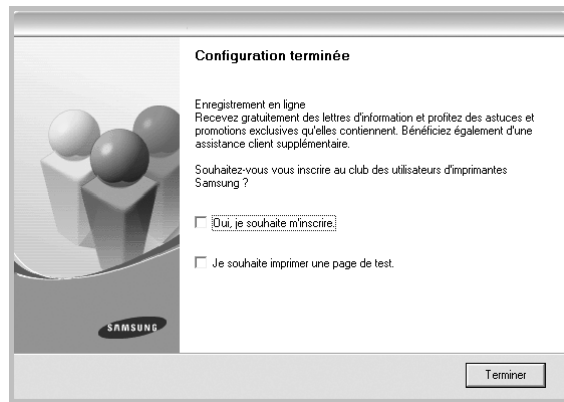 Configuration terminée
Enregistrement en ligne
Recevez gratuitement des lettres d'information et profitez des astuces et
promotions exclusives qu'elles contiennent. Bénéficiez également d'une
assistance client supplémentaire.
Souhaitez-vous vous inscrire au club des utilisateurs d'imprimantes
Samsung ?
Oui, je souhaite m'inscrire.
Je souhaite imprimer une page de test.
SAMSUNG
Terminer